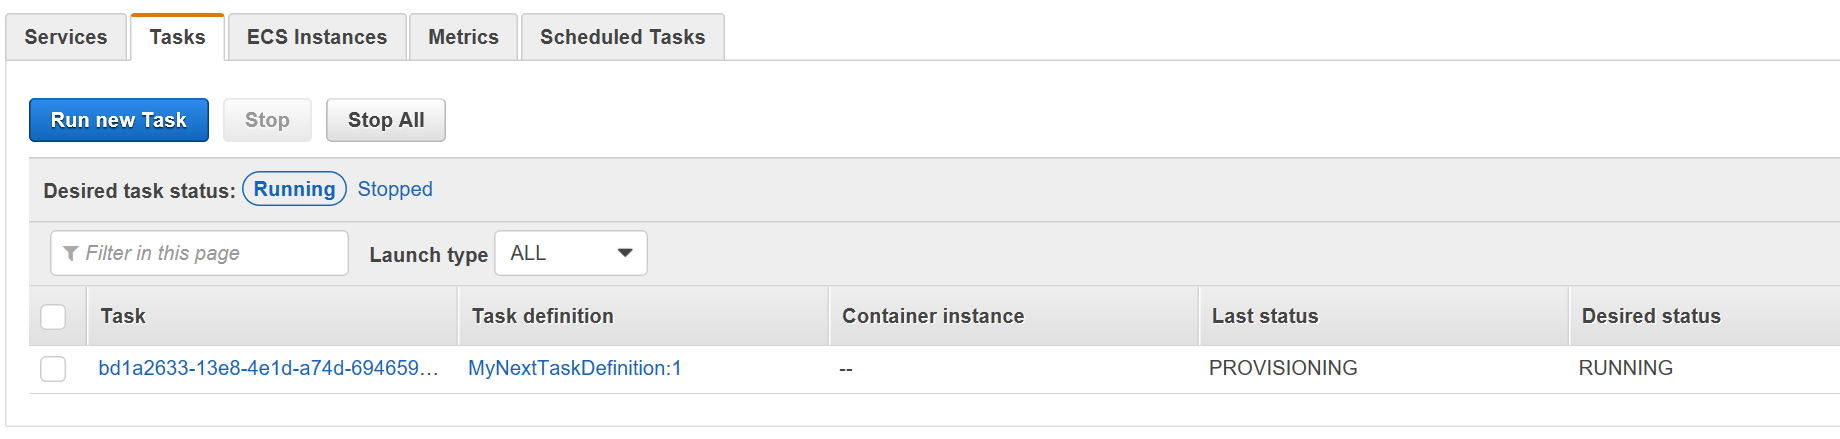 Services Tasks ECS Instances Metrics Scheduled Tasks
Run new Task Stop Stop All
Desired task status: Running Stopped
Filter in this page Launch type ALL
Task Task definition Container instance Last status Desired status
bd1a2633-13e8-4e1d-a74d-694659... MyNextTaskDefinition:1 -- PROVISIONING RUNNING